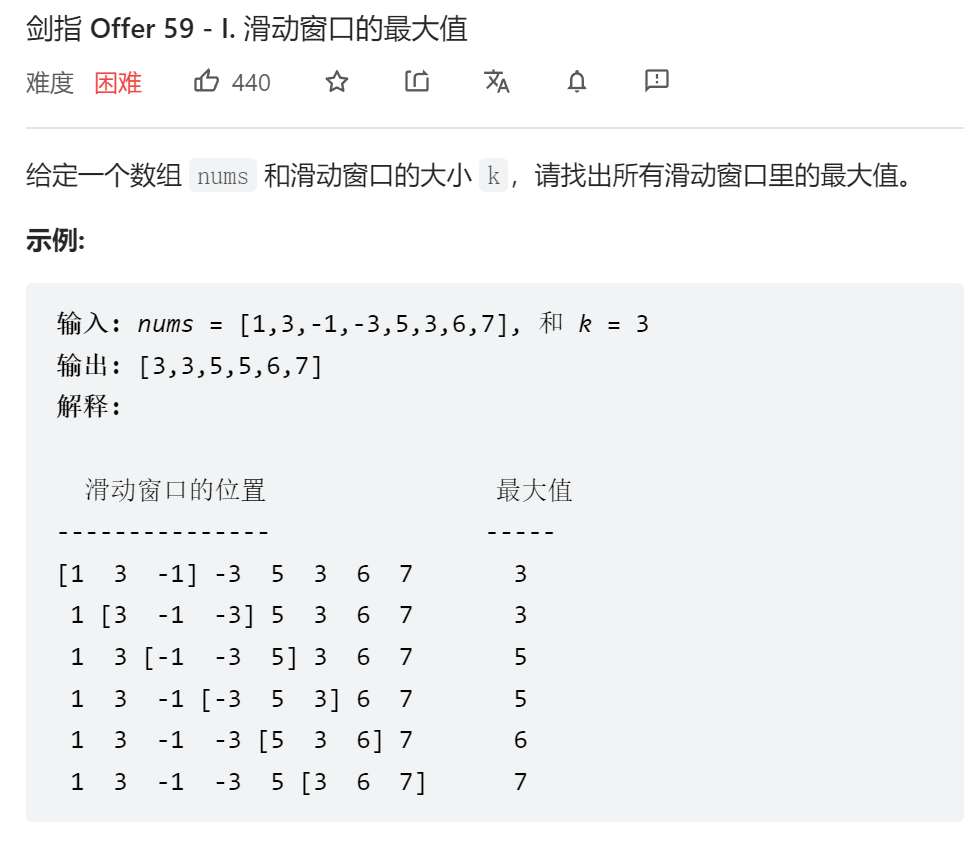 剑指 Offer 59 - I. 滑动窗口的最大值
难度 困难 440
给定一个数组 nums 和滑动窗口的大小 k，请找出所有滑动窗口里的最大值。
示例:
输入: nums = [1,3,-1,-3,5,3,6,7], 和 k = 3
输出: [3,3,5,5,6,7]
解释:
滑动窗口的位置 最大值
--------------- -----
[1 3 -1] -3 5 3 6 7 3
1 [3 -1 -3] 5 3 6 7 3
1 3 [-1 -3 5] 3 6 7 5
1 3 -1 [-3 5 3] 6 7 5
1 3 -1 -3 [5 3 6] 7 6
1 3 -1 -3 5 [3 6 7] 7